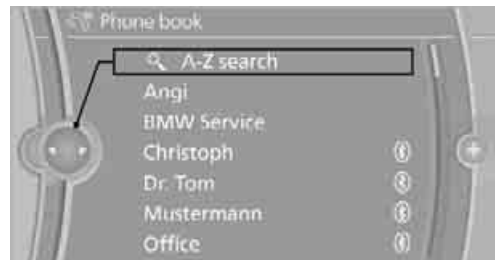 Phone book
A-Z search
Angi
BMW Service
Christoph
Dr. Tom
Mustermann
Office